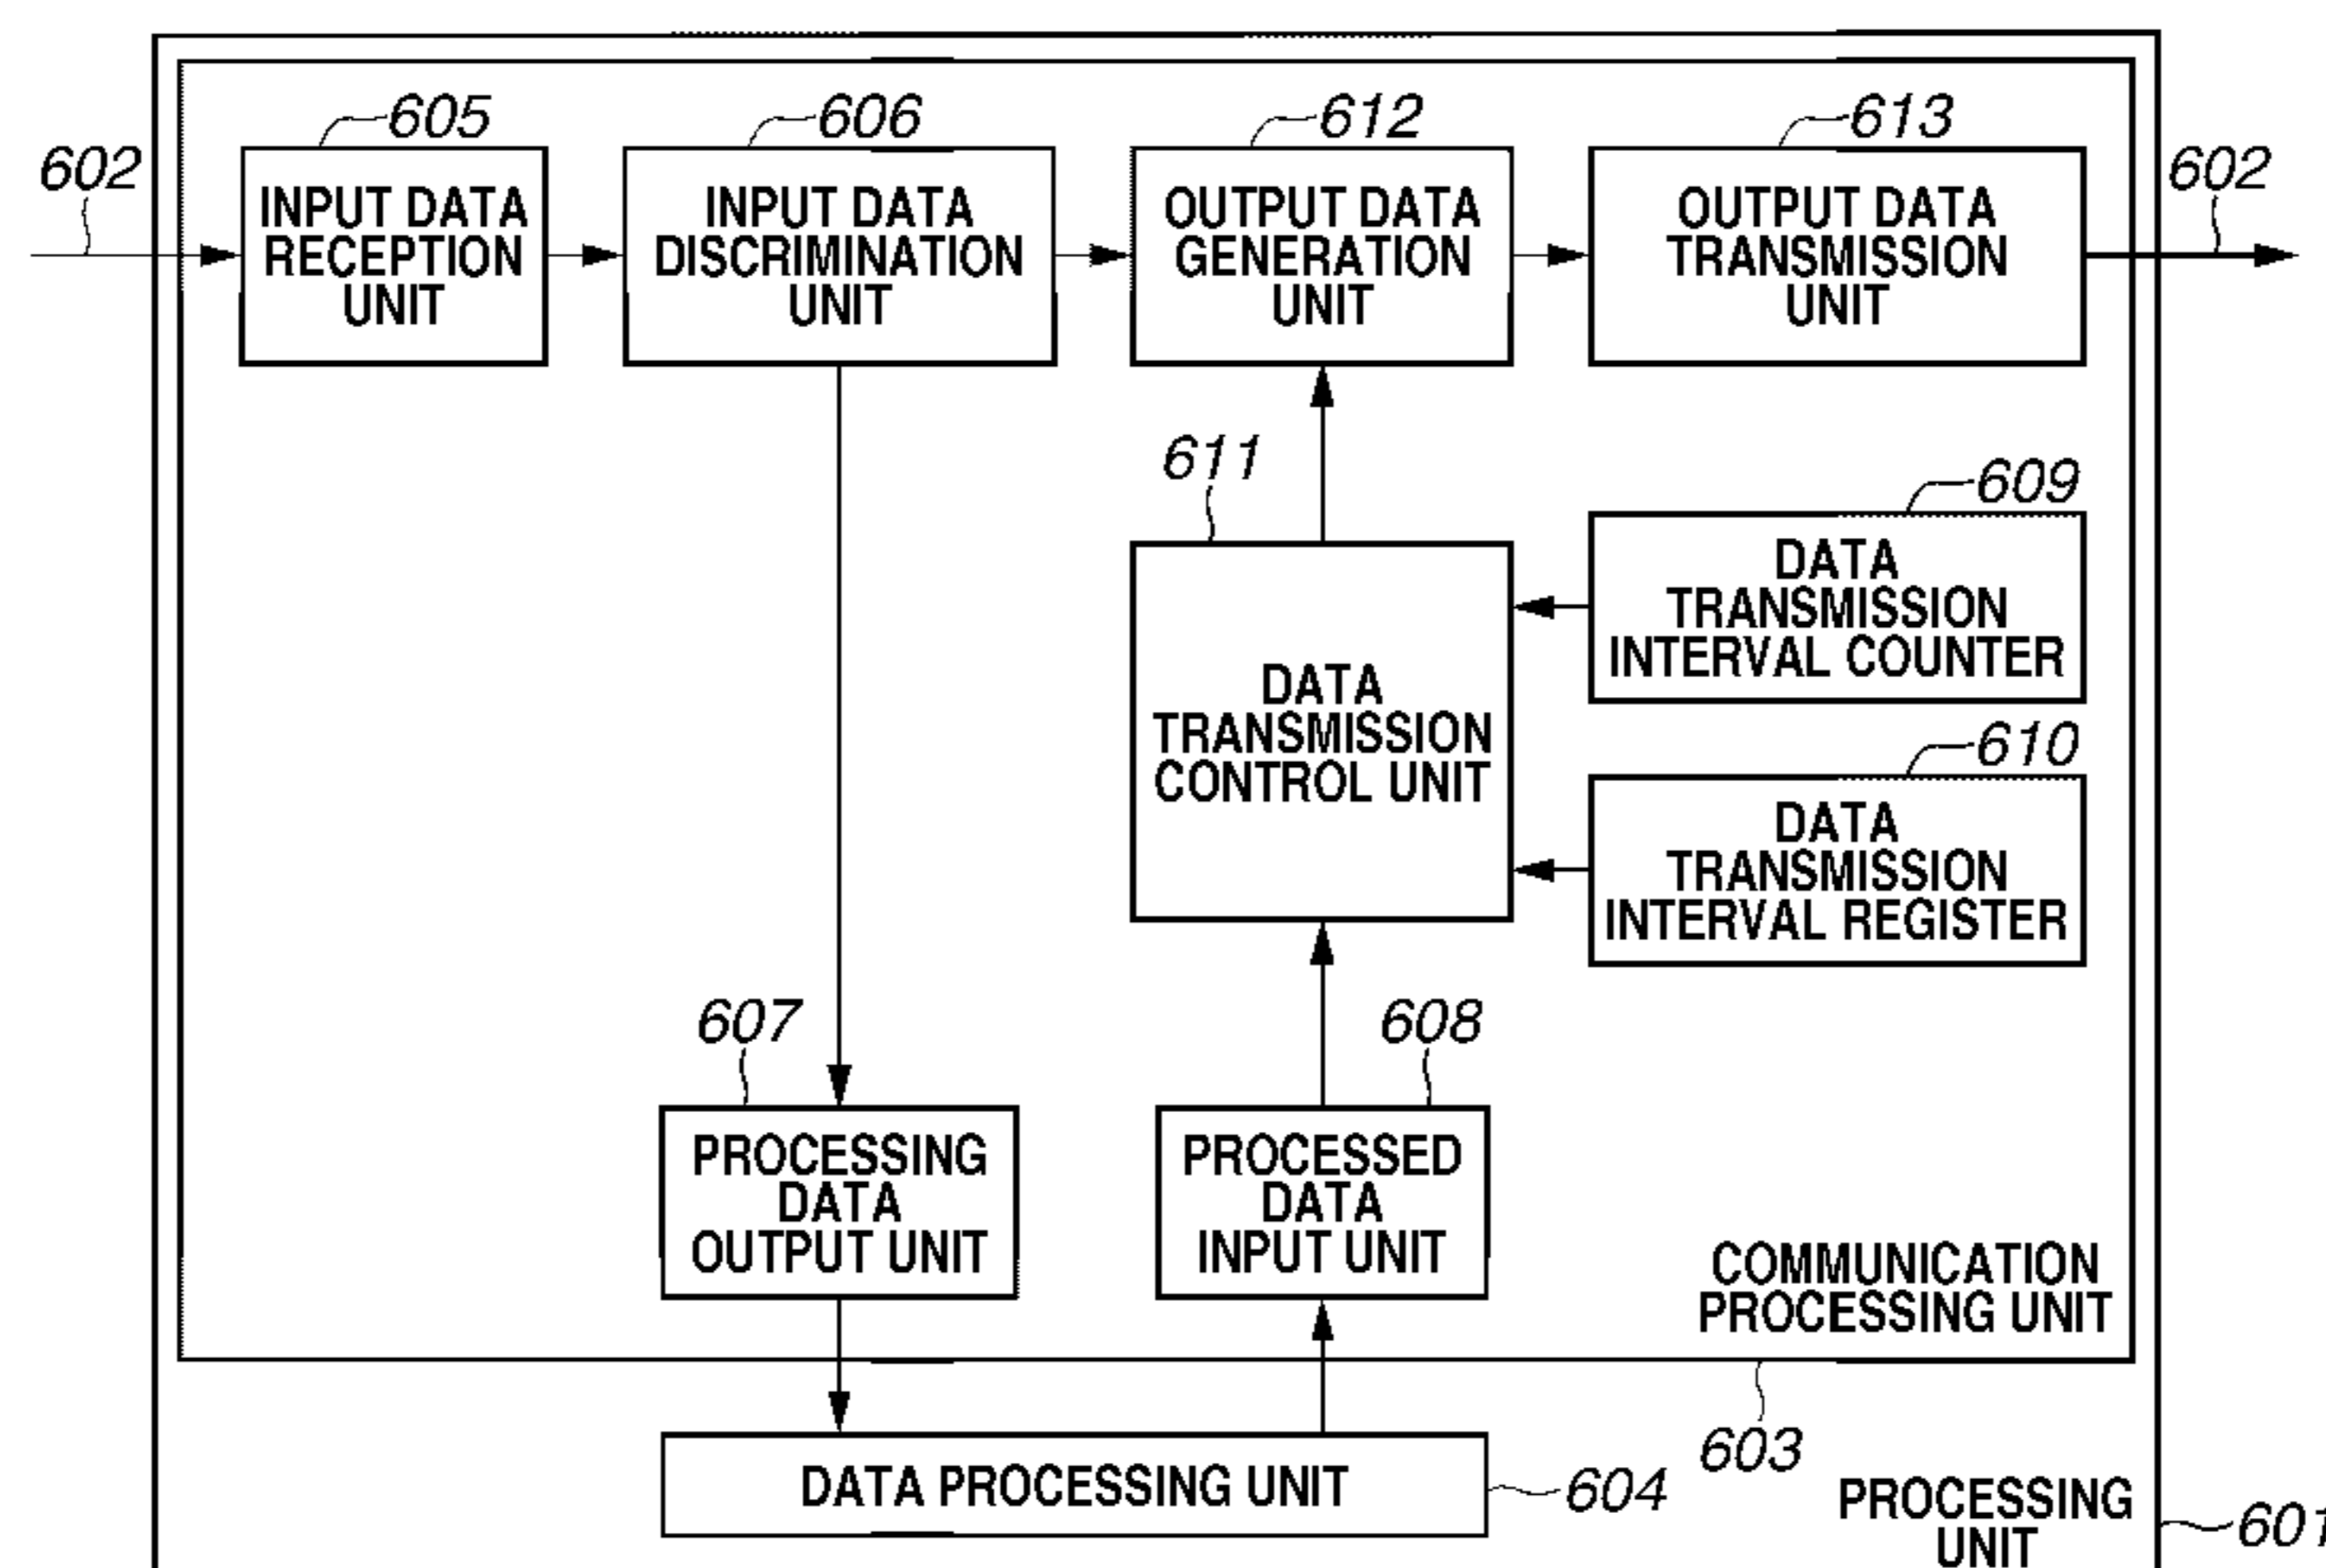 605
606
612
613
602
602
INPUT DATA
RECEPTION
UNIT
INPUT DATA
DISCRIMINATION
UNIT
OUTPUT DATA
GENERATION
UNIT
OUTPUT DATA
TRANSMISSION
UNIT
611
609
DATA
TRANSMISSION
INTERVAL COUNTER
DATA
TRANSMISSION
CONTROL UNIT
610
DATA
TRANSMISSION
INTERVAL REGISTER
607
608
PROCESSING
DATA
OUTPUT UNIT
PROCESSED
DATA
INPUT UNIT
COMMUNICATION
PROCESSING UNIT
603
DATA PROCESSING UNIT
604
PROCESSING
UNIT
601